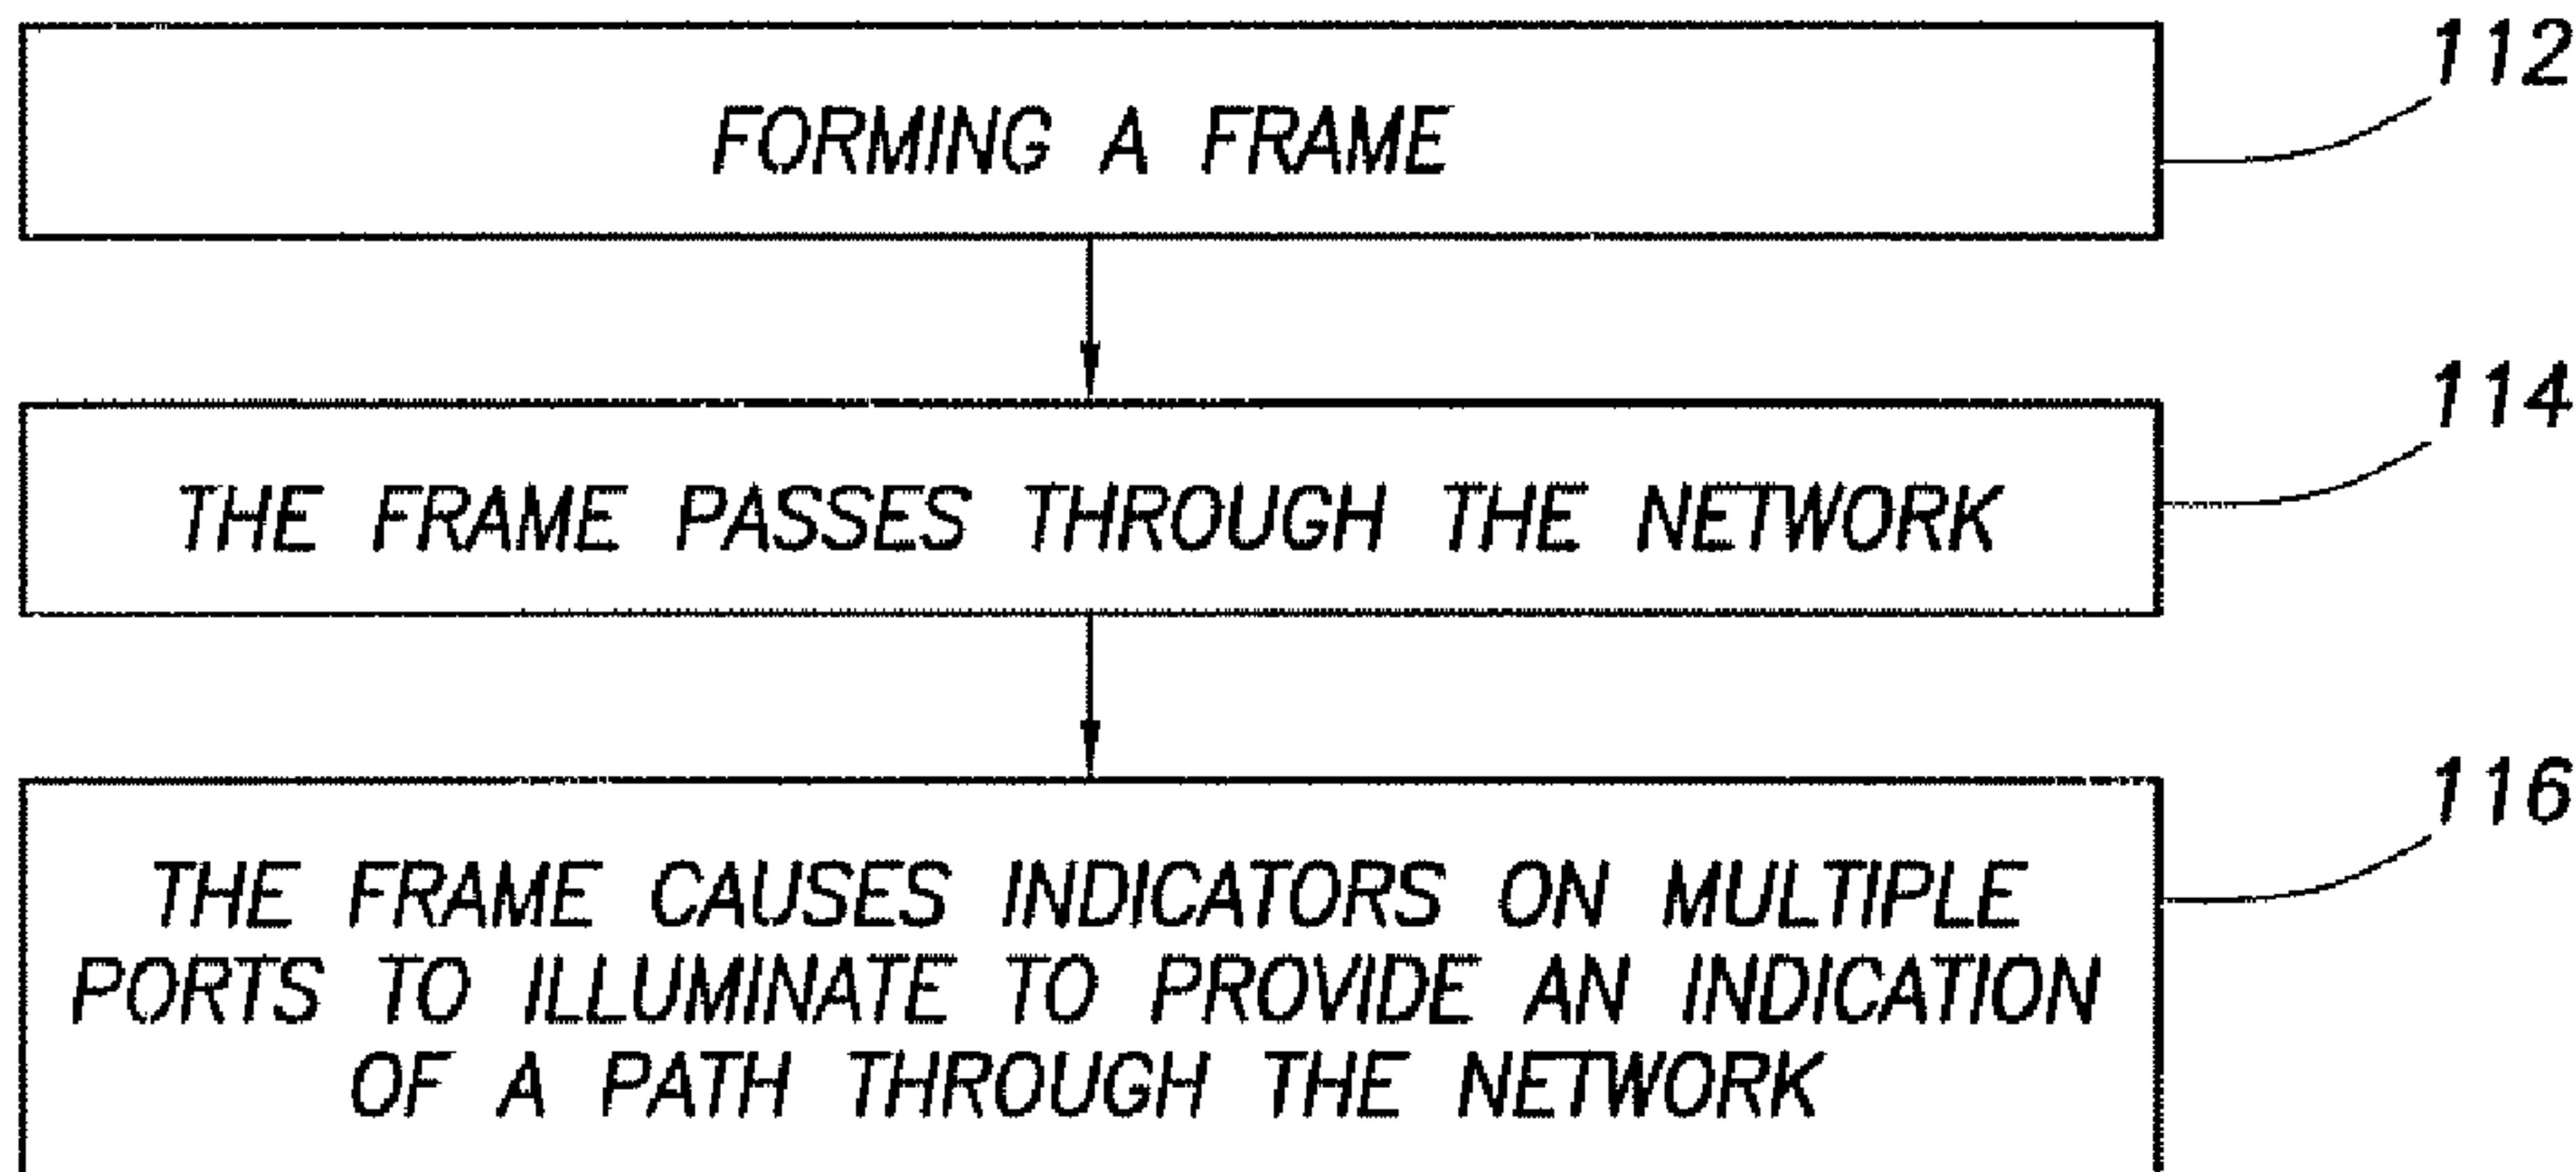 FORMING A FRAME
112
THE FRAME PASSES THROUGH THE NETWORK
114
THE FRAME CAUSES INDICATORS ON MULTIPLE
PORTS TO ILLUMINATE TO PROVIDE AN INDICATION
OF A PATH THROUGH THE NETWORK
116